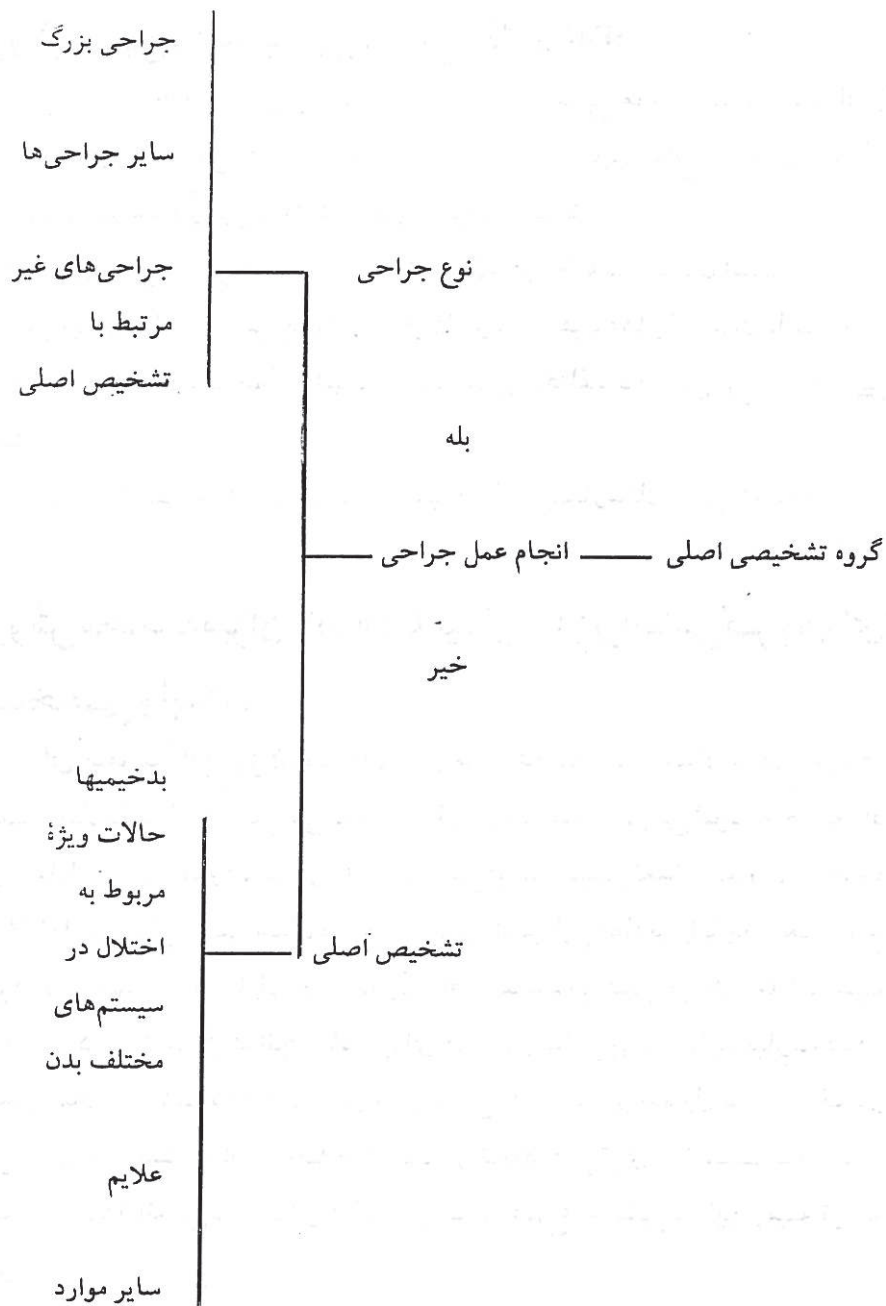 جراحی بزرگ
سایر جراحی‌ها
نوع جراحی
جراحی‌های غیر
مرتبط با
تشخیص اصلی
بله
گروه تشخیصی اصلی
انجام عمل جراحی
خیر
بدخیمیها
حالات ویژهٔ
مربوط به
تشخیص اصلی
اختلال در
سیستم‌های
مختلف بدن
علایم
سایر موارد